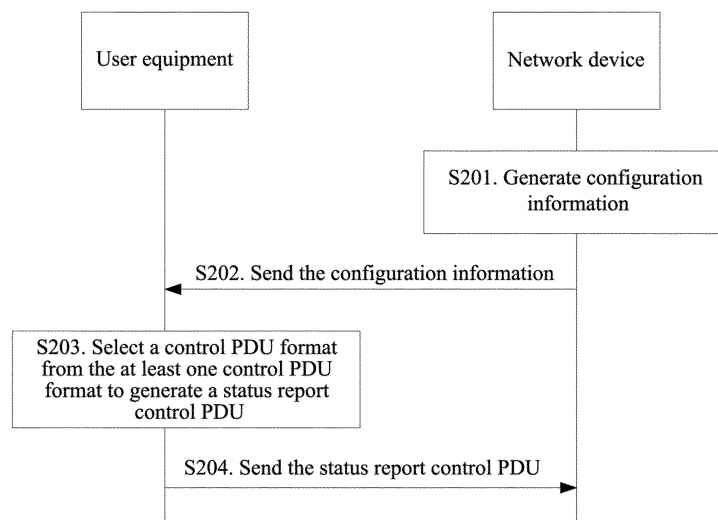 User equipment
Network device
S201. Generate configuration
information
S202. Send the configuration information
S203. Select a control PDU format
from the at least one control PDU
format to generate a status report
control PDU
S204. Send the status report control PDU